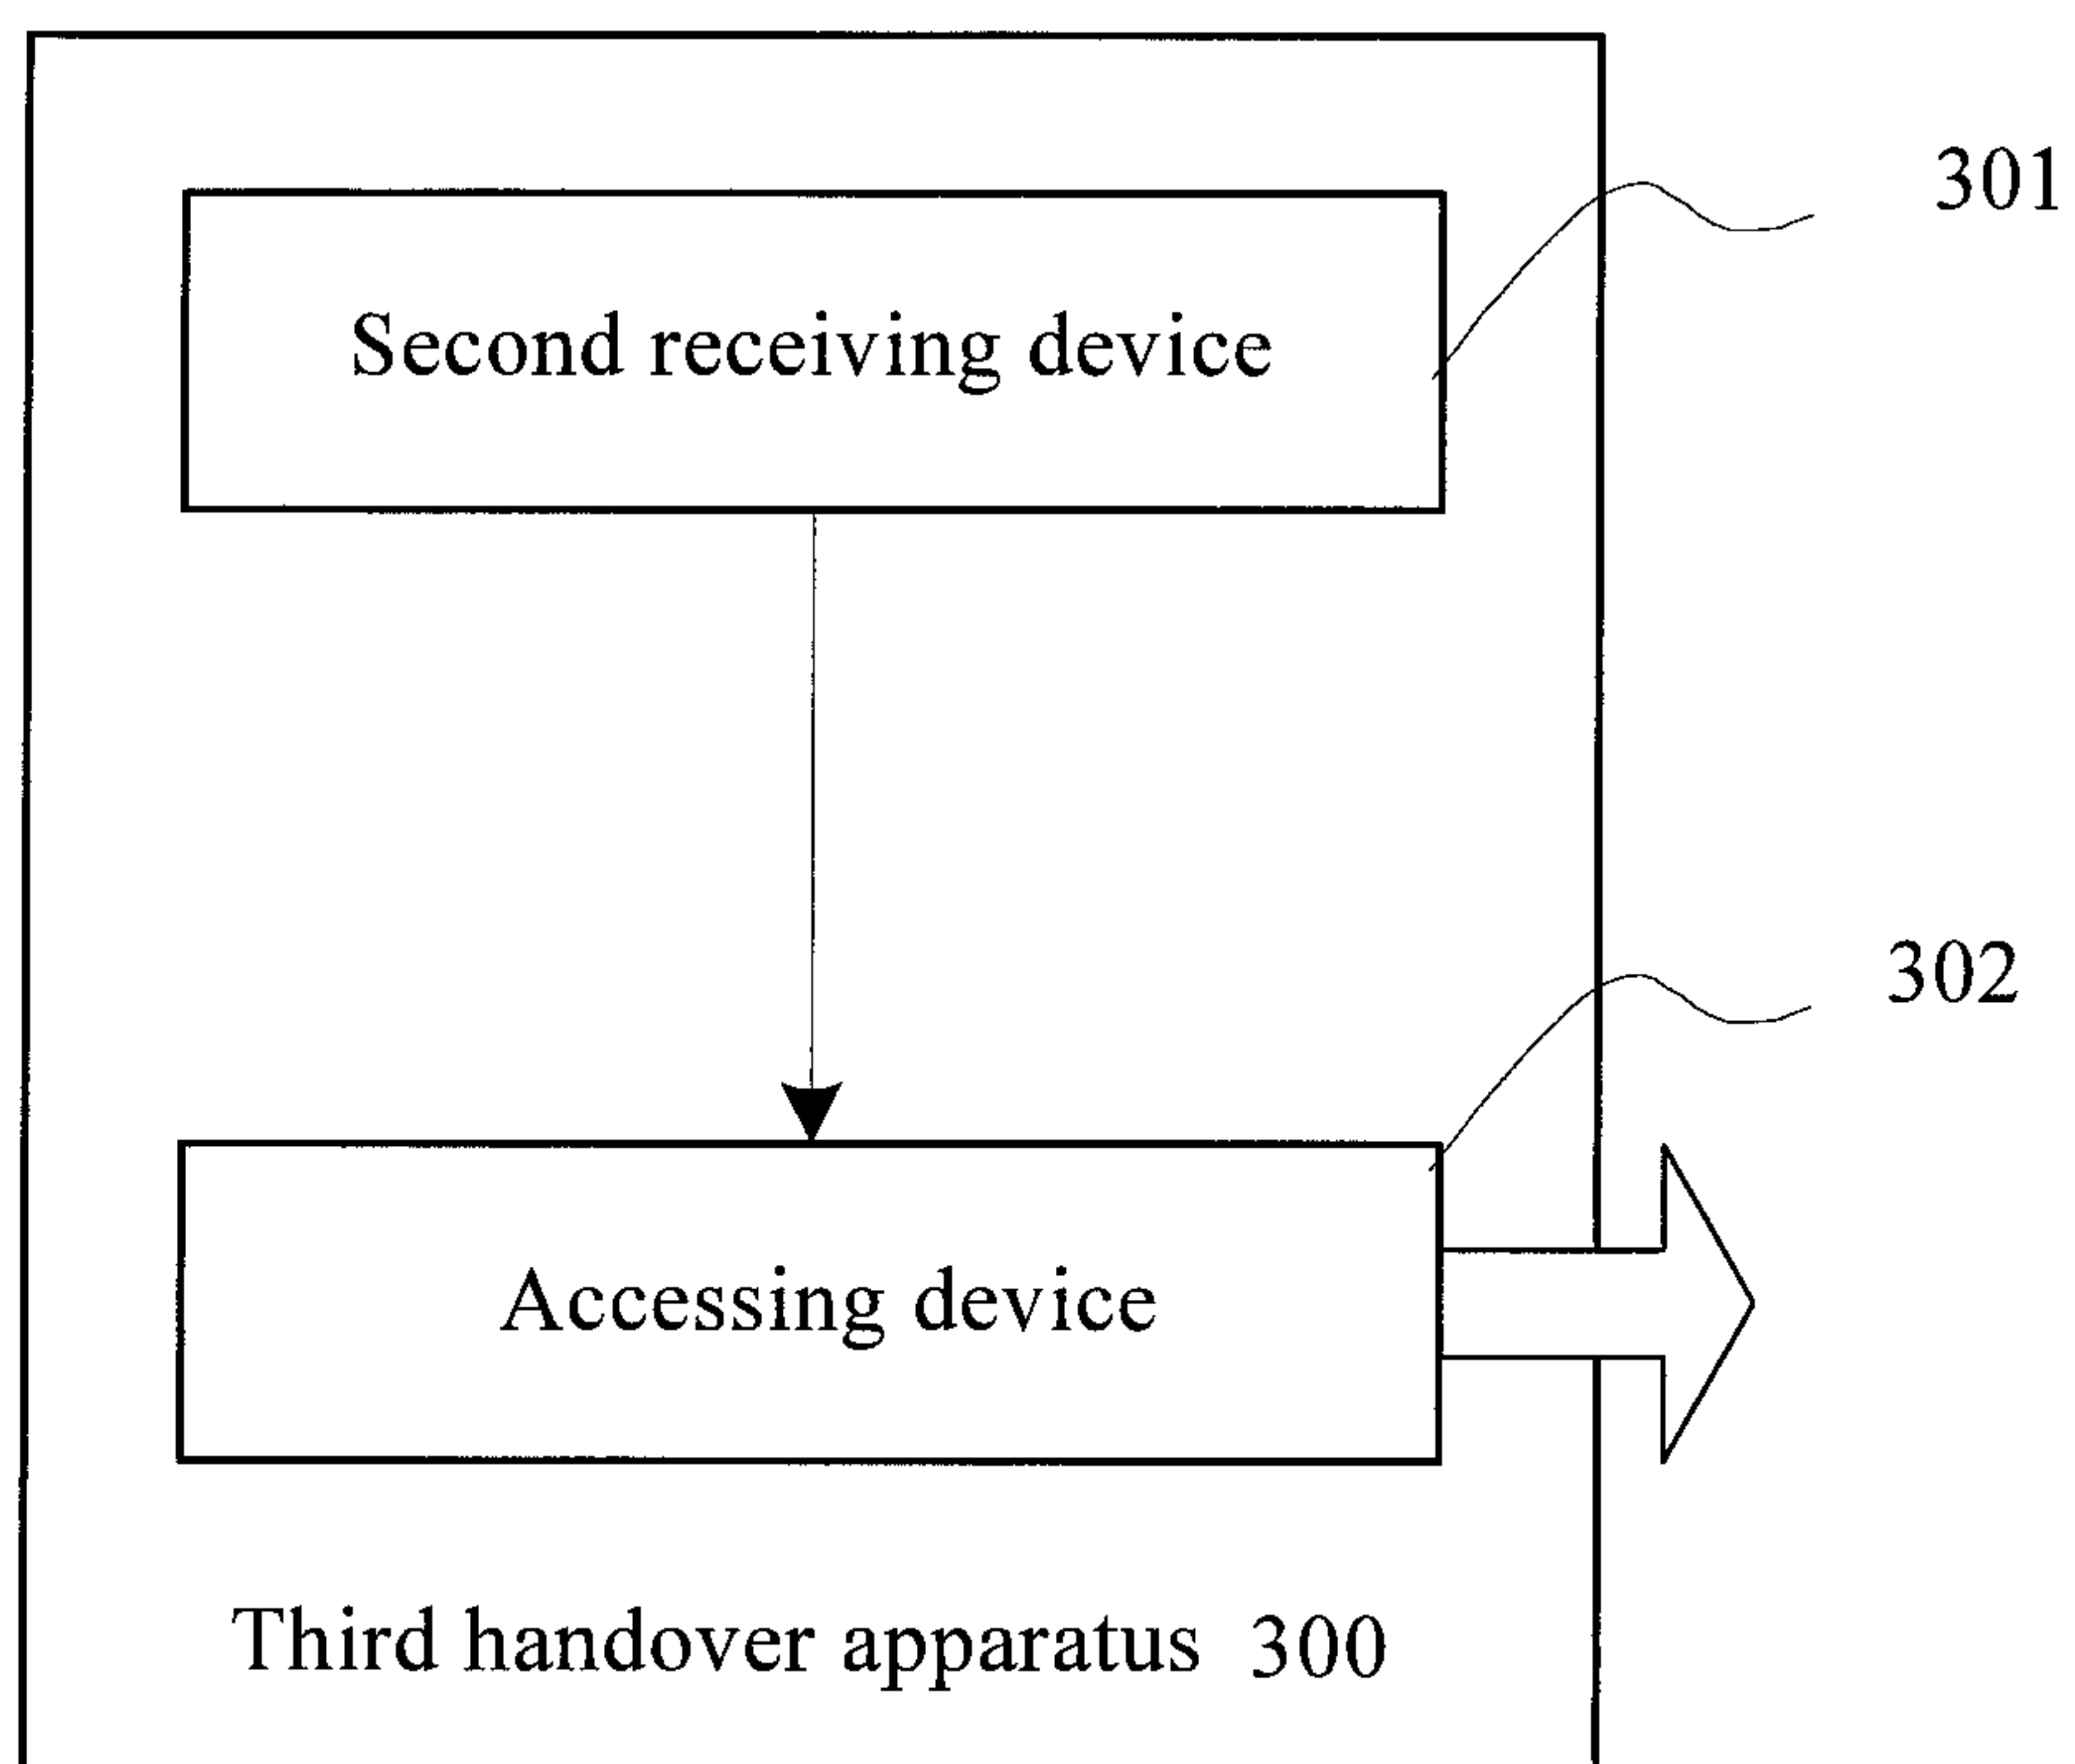 301
Second receiving device
302
Accessing device
Third handover apparatus 300